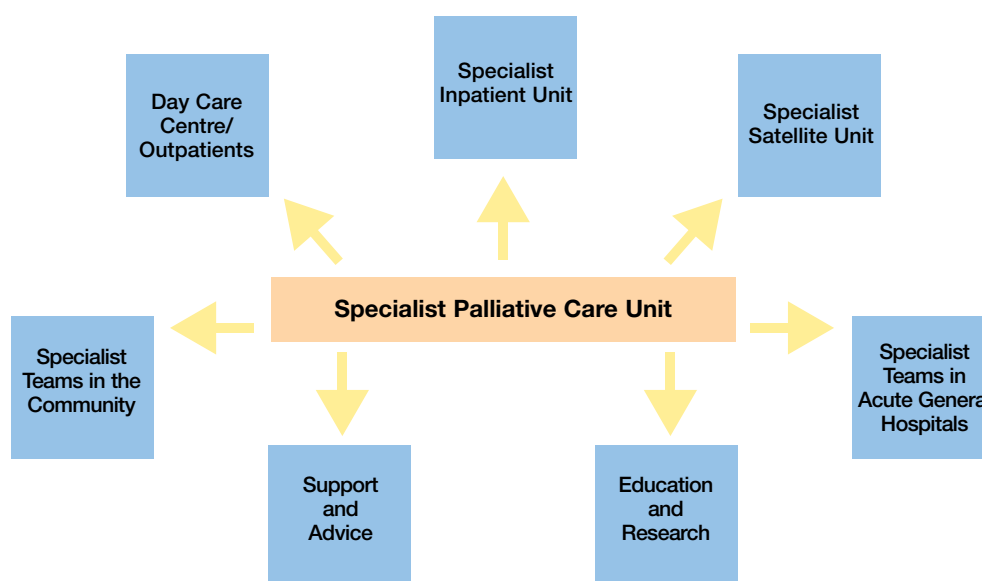 Specialist
Inpatient Unit
Day Care
Centre/
Outpatients
Specialist
Satellite Unit
Specialist Palliative Care Unit
Specialist
Teams in the
Community
Specialist
Teams in
Acute General
Hospitals
Support
and
Advice
Education
and
Research